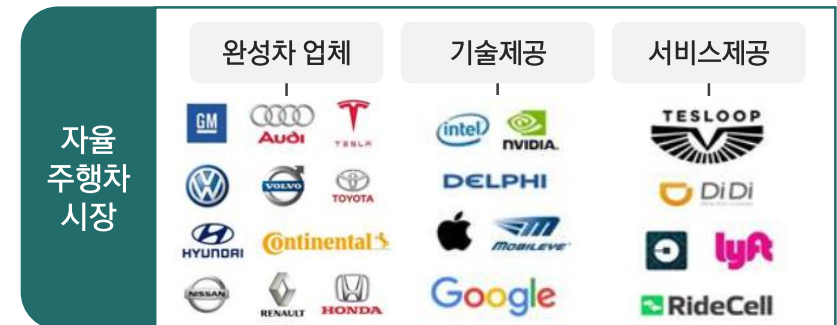 자율
주행차
시장
완성차 업체
기술제공
서비스제공
GM
Audi
TESLA
VOLVO
TOYOTA
HYUNDAI
Continental
NISSAN
RENAULT
HONDA
intel
NVIDIA.
DELPHI
MOBILEYE
Google
TESLOOP
DiDi
lyft
RideCell